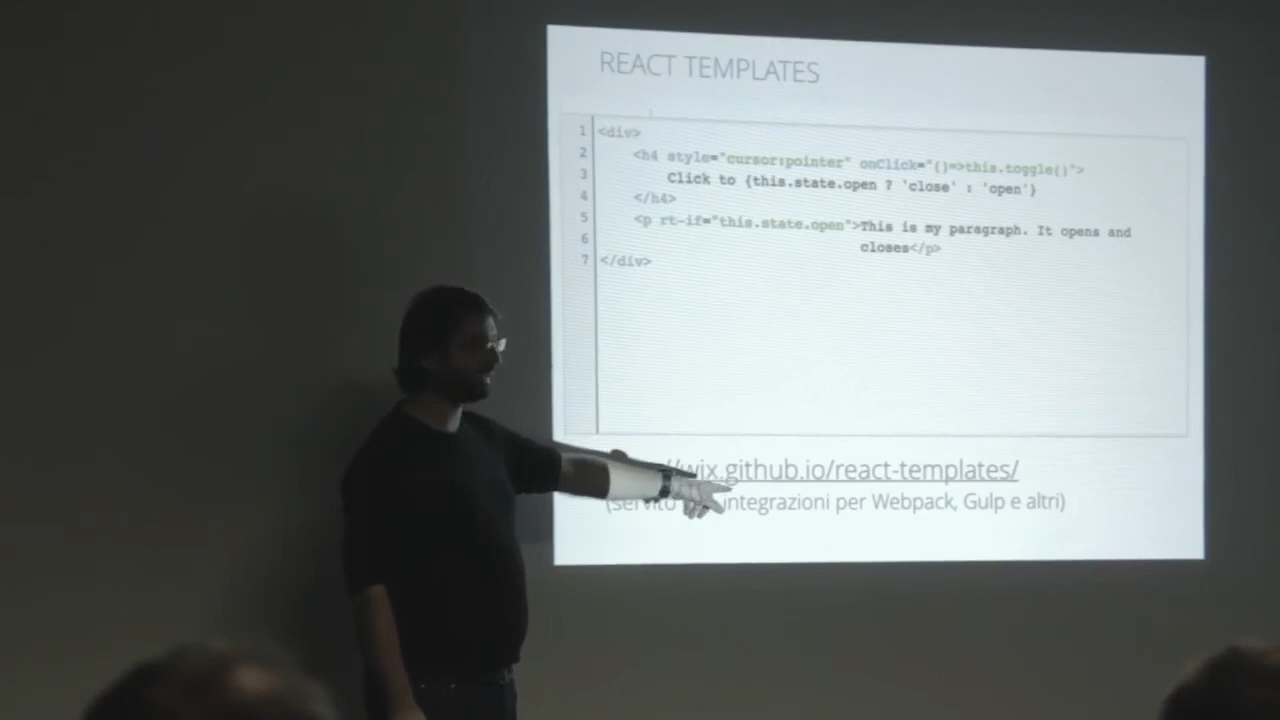 REACT TEMPLATES
1 <div>
2 <h4 style="cursor:pointer" onClick="()=>this.toggle()">
3 Click to {this.state.open ? 'close' : 'open'}
4 </h4>
5 <p rt-if="this.state.open">This is my paragraph. It opens and
6 closes</p>
7 </div>
//wix.github.io/react-templates/
(servito integrazioni per Webpack, Gulp e altri)